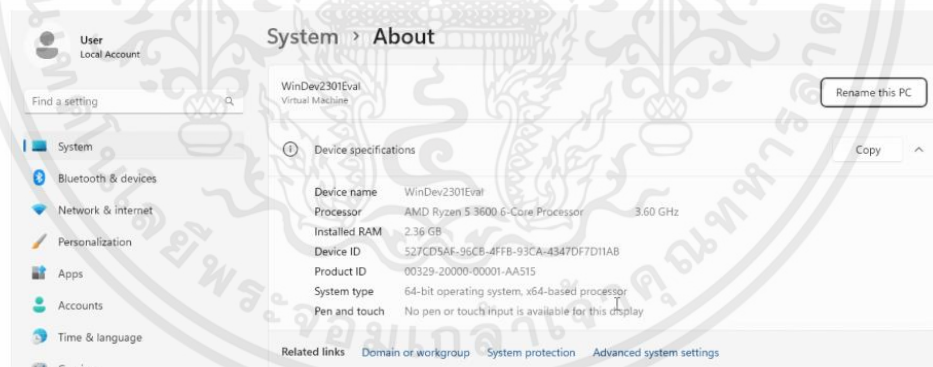 User
Local Account
Find a setting
System
Bluetooth & devices
Network & internet
Personalization
Apps
Accounts
Time & language
System > About
WinDev2301Eval
Virtual Machine
Rename this PC
Device specifications
Copy
Device name WinDev2301Eval
Processor AMD Ryzen 5 3600 6-Core Processor 3.60 GHz
Installed RAM 2.36 GB
Device ID 527CD5AF-96CB-4FFB-93CA-4347DF7D11AB
Product ID 00329-20000-00001-AA515
System type 64-bit operating system, x64-based processor
Pen and touch No pen or touch input is available for this display
Related links Domain or workgroup System protection Advanced system settings